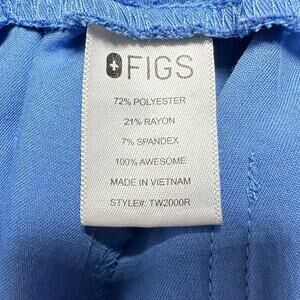 FIGS
72% POLYESTER
21% RAYON
7% SPANDEX
100% AWESOME
MADE IN VIETNAM
STYLE#: TW2000R